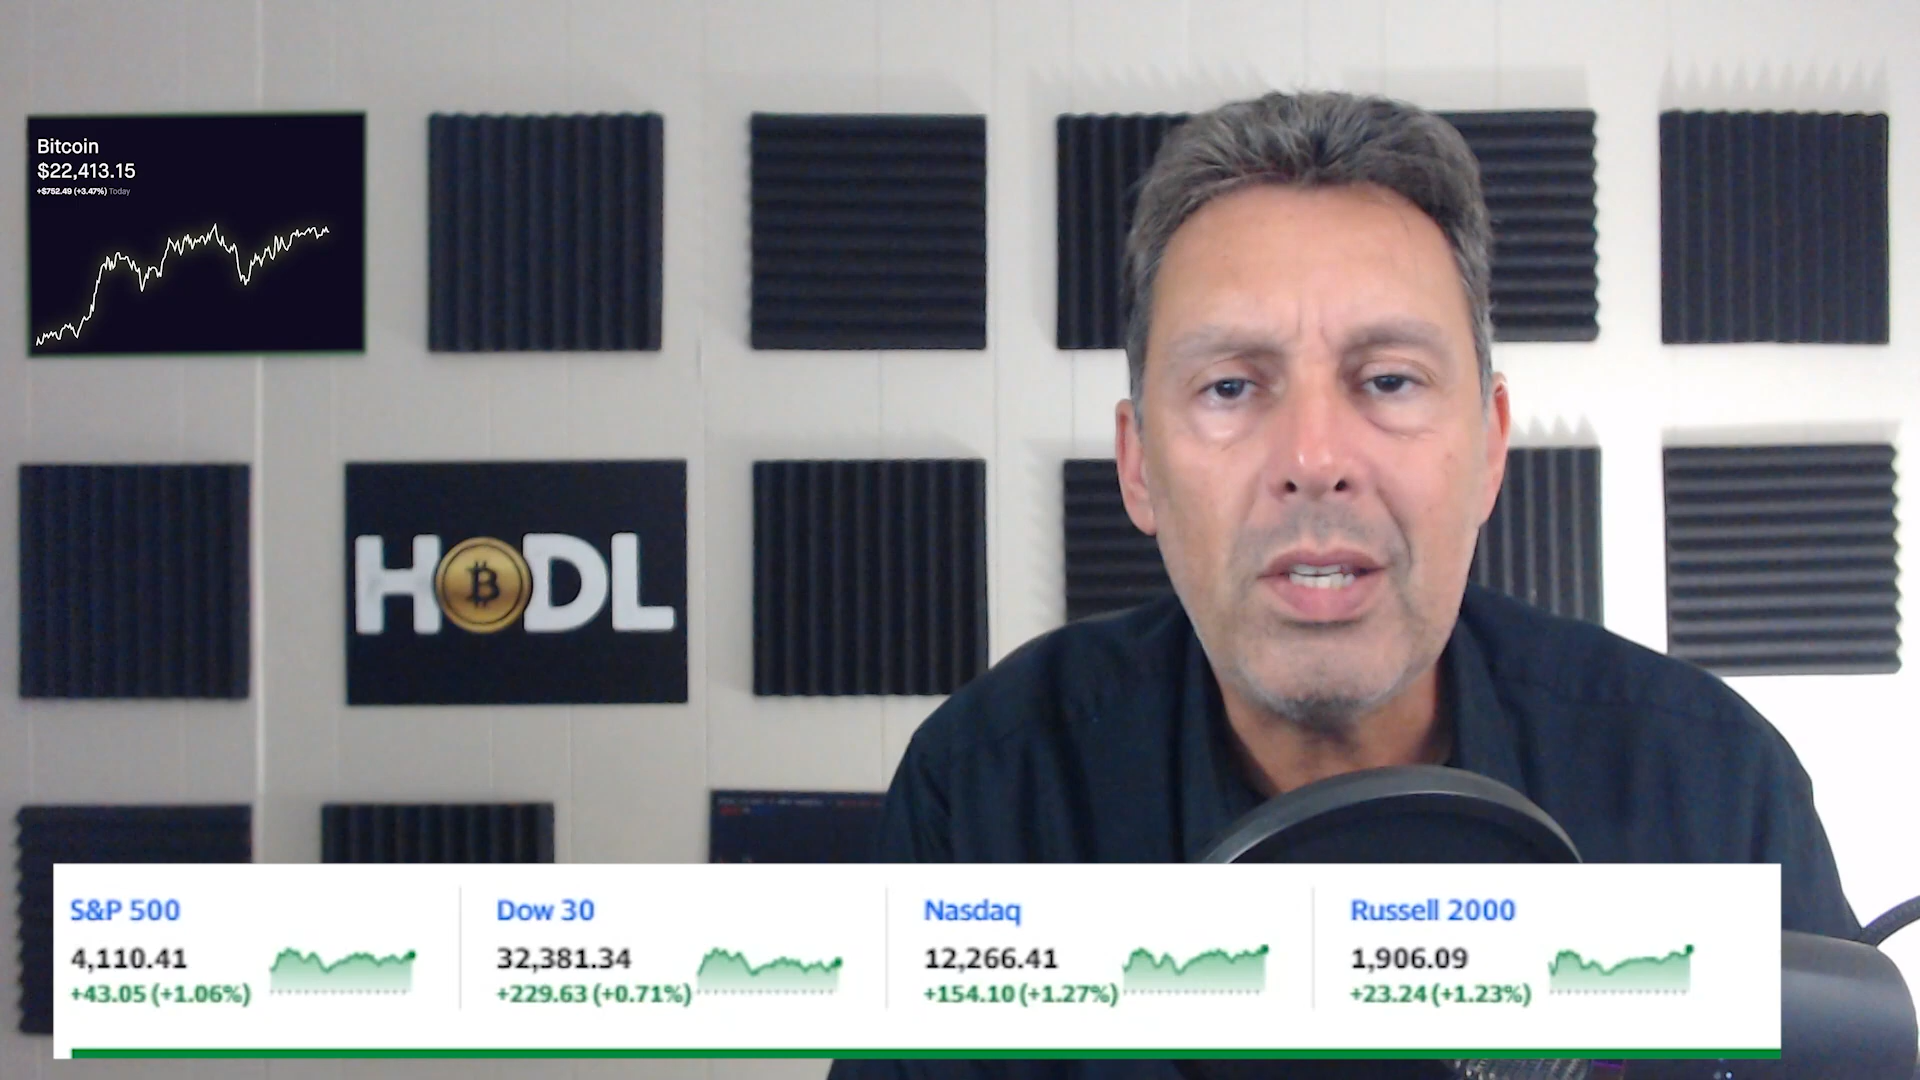 Bitcoin
$22,413.15
+$752.49 (+3.47%) Today
HODL
S&P 500
4,110.41
+43.05 (+1.06%)
Dow 30
32,381.34
+229.63 (+0.71%)
Nasdaq
12,266.41
+154.10 (+1.27%)
Russell 2000
1,906.09
+23.24 (+1.23%)